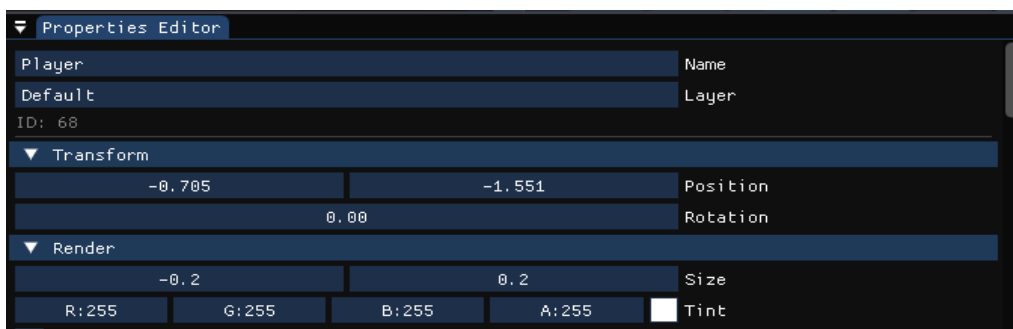 Properties Editor
Player Name
Default Layer
ID: 68
Transform
-0.705 -1.551 Position
0.00 Rotation
Render
-0.2 0.2 Size
R:255 G:255 B:255 A:255 Tint